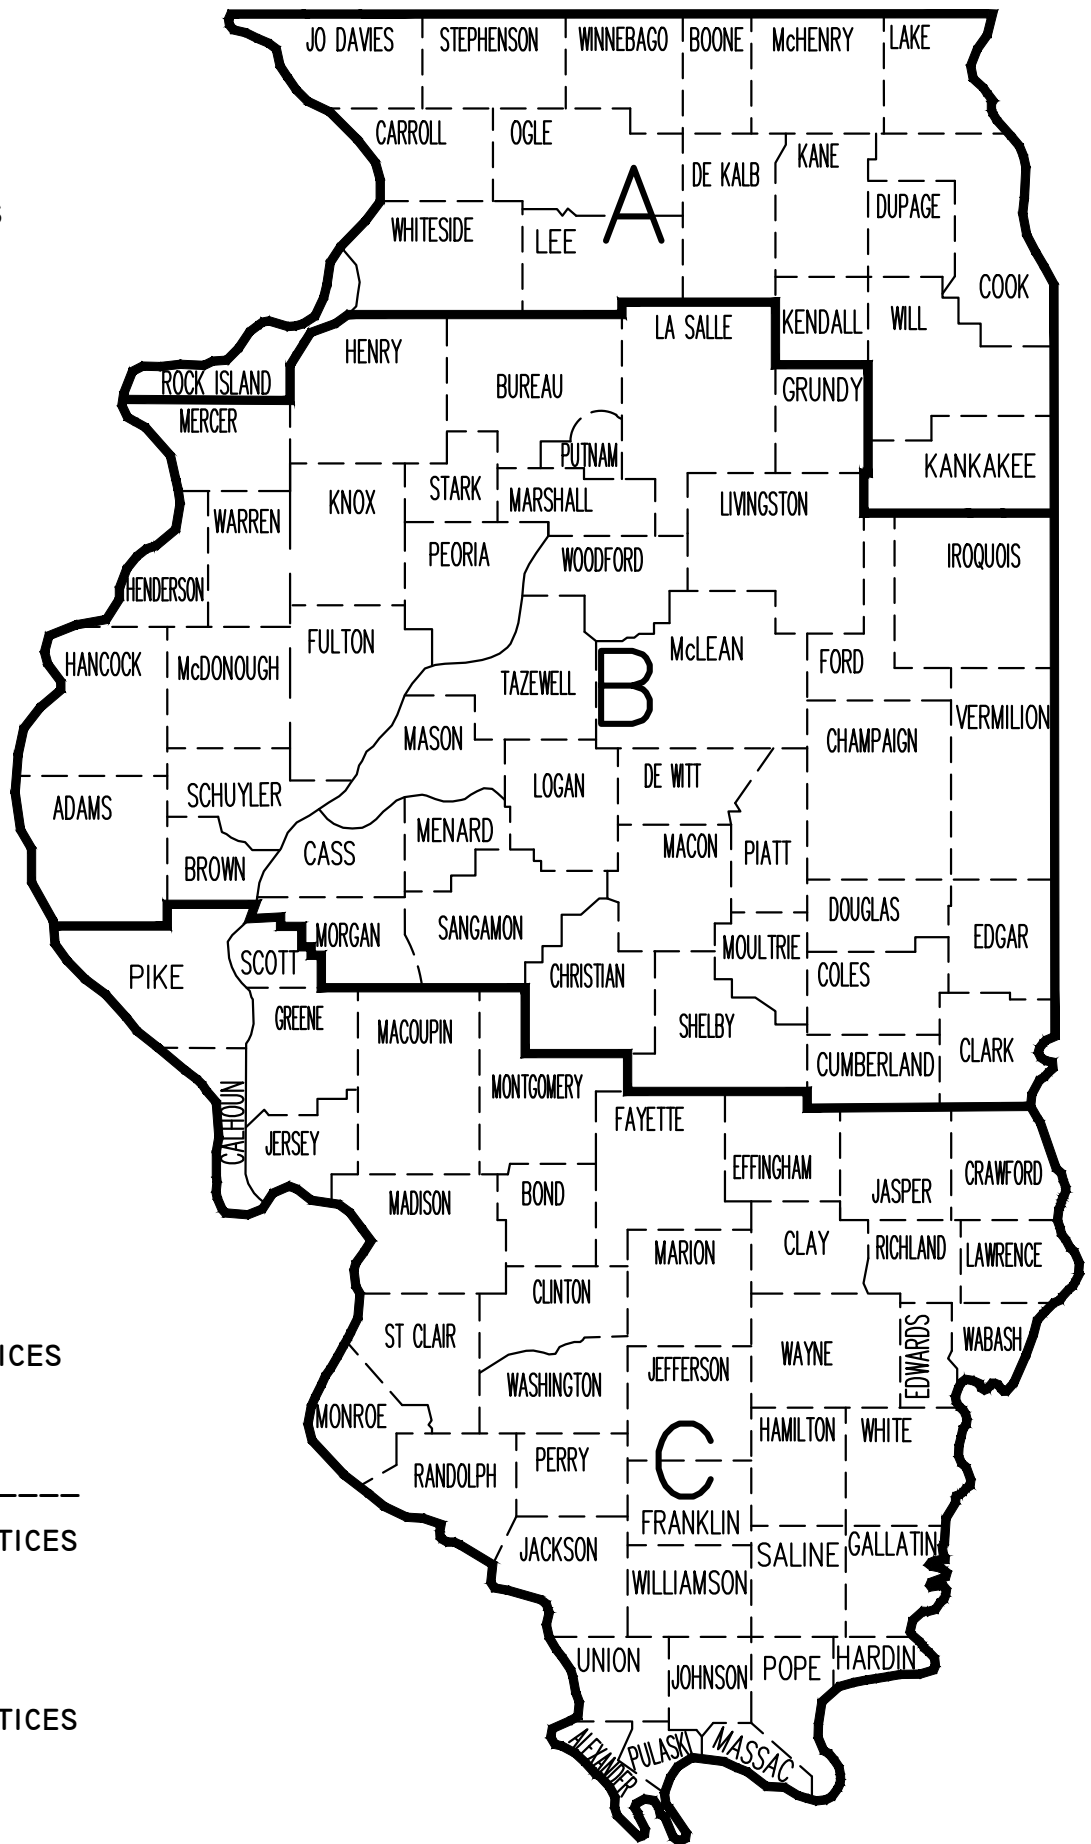 JO DAVIES STEPHENSON WINNEBAGO BOONE McHENRY LAKE
CARROLL OGLE
DE KALB KANE
DUPAGE
A
S
WHITESIDE LEE
COOK
KENDALL WILL
LA SALLE
HENRY
ROCK ISLAND BUREAU GRUNDY
MERCER
PUTNAM KANKAKEE
KNOX STARK MARSHALL LIVINGSTON
WARREN
PEORIA WOODFORD IROQUOIS
HENDERSON
FULTON McLEAN
HANCOCK McDONOUGH TAZEWELL B FORD
MASON CHAMPAIGN VERMILION
LOGAN DE WITT
ADAMS SCHUYLER
MENARD
CASS MACON PIATT
BROWN
DOUGLAS
MORGAN SANGAMON EDGAR
SCOTT MOULTRIE
PIKE CHRISTIAN COLES
GREENE MACOUPIN SHELBY
CUMBERLAND CLARK
MONTGOMERY
CALHOUN FAYETTE
JERSEY
EFFINGHAM CRAWFORD
MADISON BOND JASPER
MARION CLAY RICHLAND LAWRENCE
CLINTON
ST CLAIR WAYNE EDWARDS WABASH
ICES
WASHINGTON JEFFERSON
MONROE HAMILTON WHITE
C
RANDOLPH PERRY
FRANKLIN
TICES
JACKSON SALINE GALLATIN
WILLIAMSON
UNION JOHNSON POPE HARDIN
TICES
ALEXANDER PULASKI MASSAC